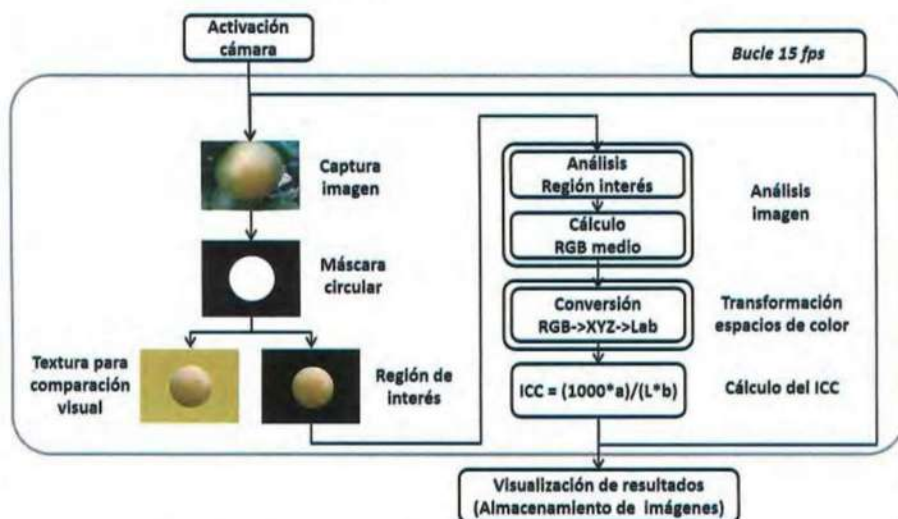 Activación
cámara
Bucle 15 fps
Captura
imagen
Máscara
circular
Textura para
comparación
visual
Región de
interés
Análisis
Región interés
Cálculo
RGB medio
Análisis
imagen
Conversión
RGB->XYZ->Lab
Transformación
espacios de color
ICC = (1000*a)/(L*b)
Cálculo del ICC
Visualización de resultados
(Almacenamiento de imágenes)